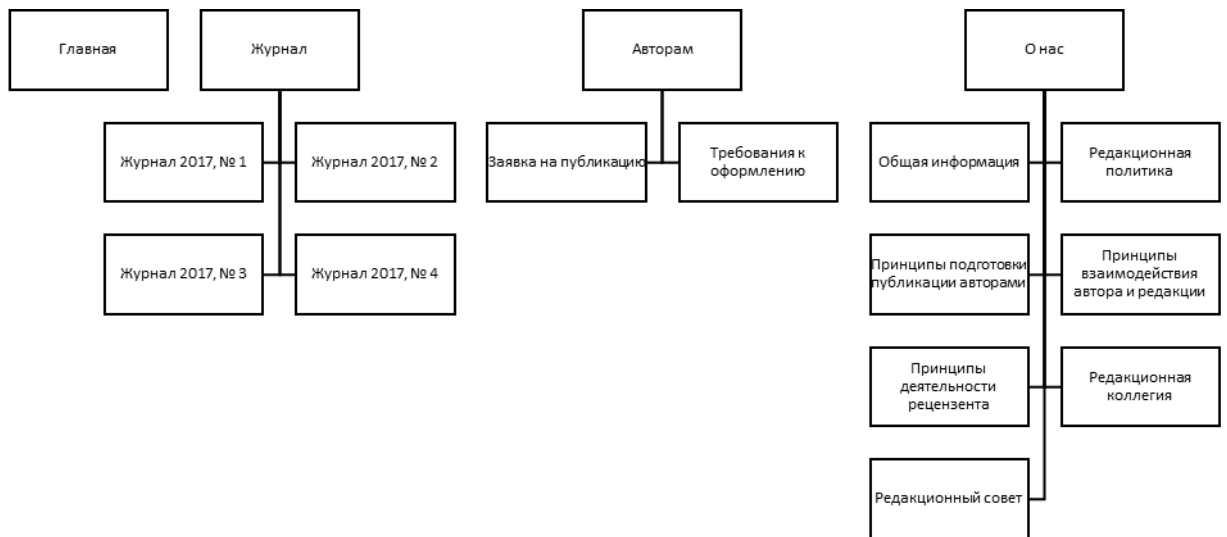 Главная
Журнал
Авторам
О нас
Журнал 2017, № 1
Журнал 2017, № 2
Заявка на публикацию
Требования к
оформлению
Общая информация
Редакционная
политика
Журнал 2017, № 3
Журнал 2017, № 4
Принципы подготовки
публикации авторами
Принципы
взаимодействия
автора и редакции
Принципы
деятельности
рецензента
Редакционная
коллегия
Редакционный совет